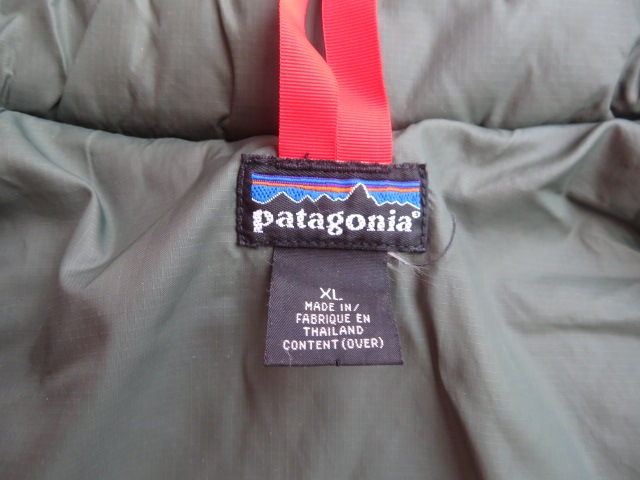 patagonia©
XL
MADE IN/
FABRIQUE EN
THAILAND
CONTENT (OVER)